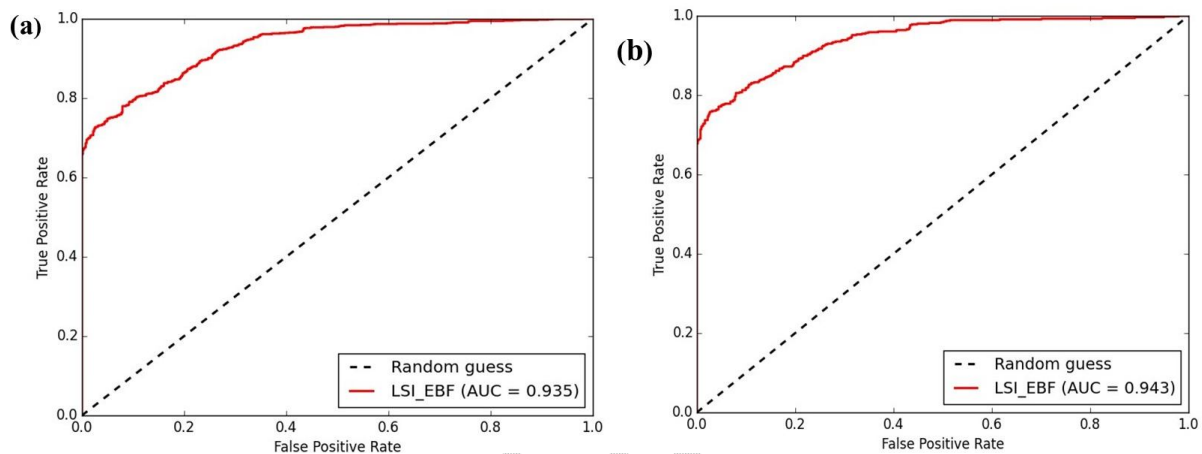 (a)
1.0
0.8
0.6
0.4
0.2
0.0
True Positive Rate
Random guess
LSI_EBF (AUC = 0.935)
0.0 0.2 0.4 0.6 0.8 1.0
False Positive Rate
(b)
1.0
0.8
0.6
0.4
0.2
0.0
True Positive Rate
Random guess
LSI_EBF (AUC = 0.943)
0.0 0.2 0.4 0.6 0.8 1.0
False Positive Rate